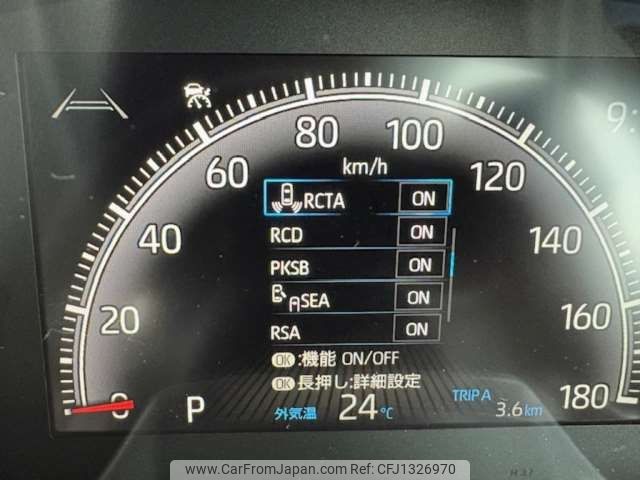 80
100
60
km/h
120
RCTA ON
40
RCD ON
140
PKSB ON
SEA ON
20
160
RSA ON
OK:機能 ON/OFF
OK長押し:詳細設定
0
P
外気温 24℃
TRIP A
3.6km
180
www.CarFromJapan.com - CFJ1326970